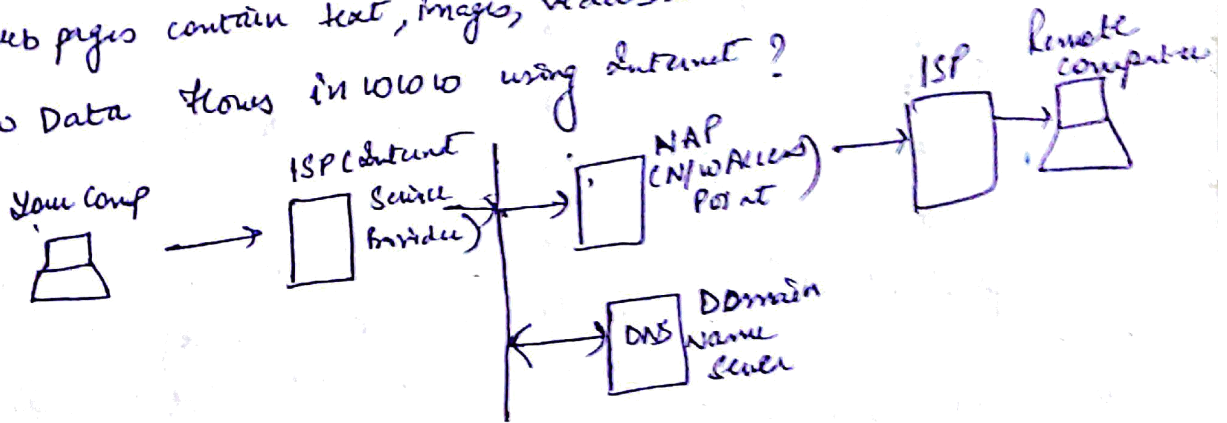 web pages contain text, images,
Data Flows in WWW using Internet ?
Your Comp
ISP (Internet
Service
Provider)
NAP
(N/W Access)
Point
ISP
Remote
computer
DNS
Domain
Name
Server